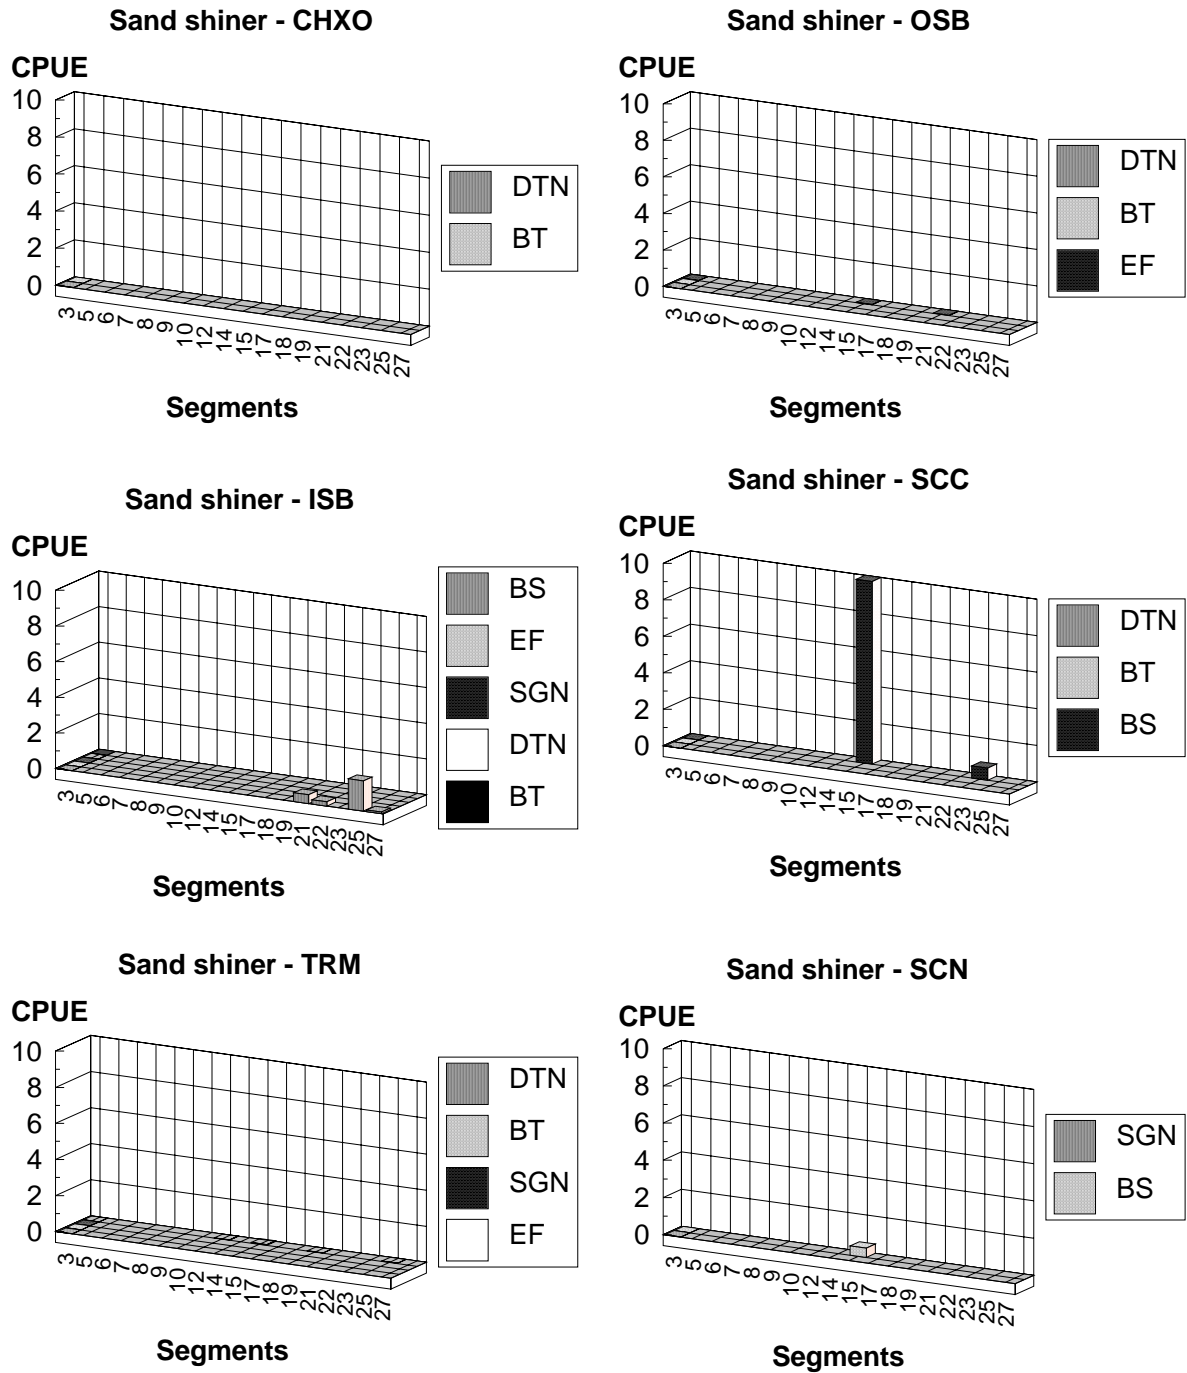 Sand shiner - CHXO
CPUE
10
8
6
4
2
0
3 5 6 7 8 9 10 12 14 15 17 18 19 21 22 23 25 27
Segments
DTN
BT
Sand shiner - OSB
CPUE
10
8
6
4
2
0
3 5 6 7 8 9 10 12 14 15 17 18 19 21 22 23 25 27
Segments
DTN
BT
EF
Sand shiner - ISB
CPUE
10
8
6
4
2
0
3 5 6 7 8 9 10 12 14 15 17 18 19 21 22 23 25 27
Segments
BS
EF
SGN
DTN
BT
Sand shiner - SCC
CPUE
10
8
6
4
2
0
3 5 6 7 8 9 10 12 14 15 17 18 19 21 22 23 25 27
Segments
DTN
BT
BS
Sand shiner - TRM
CPUE
10
8
6
4
2
0
3 5 6 7 8 9 10 12 14 15 17 18 19 21 22 23 25 27
Segments
DTN
BT
SGN
EF
Sand shiner - SCN
CPUE
10
8
6
4
2
0
3 5 6 7 8 9 10 12 14 15 17 18 19 21 22 23 25 27
Segments
SGN
BS